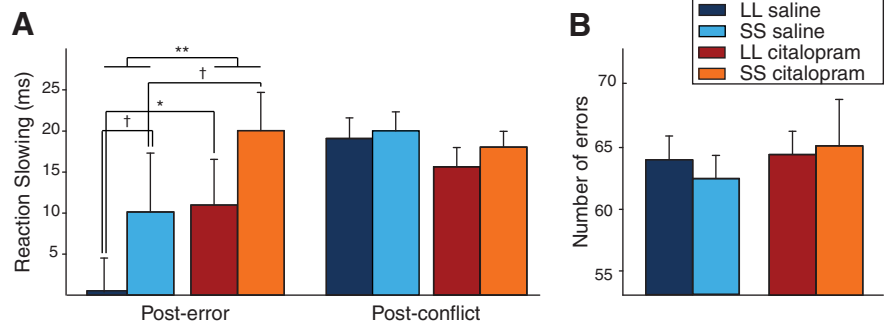 A
Reaction Slowing (ms)
25
20
15
10
5
**
†
*
†
Post-error
Post-conflict
B
LL saline
SS saline
LL citalopram
SS citalopram
Number of errors
70
65
60
55